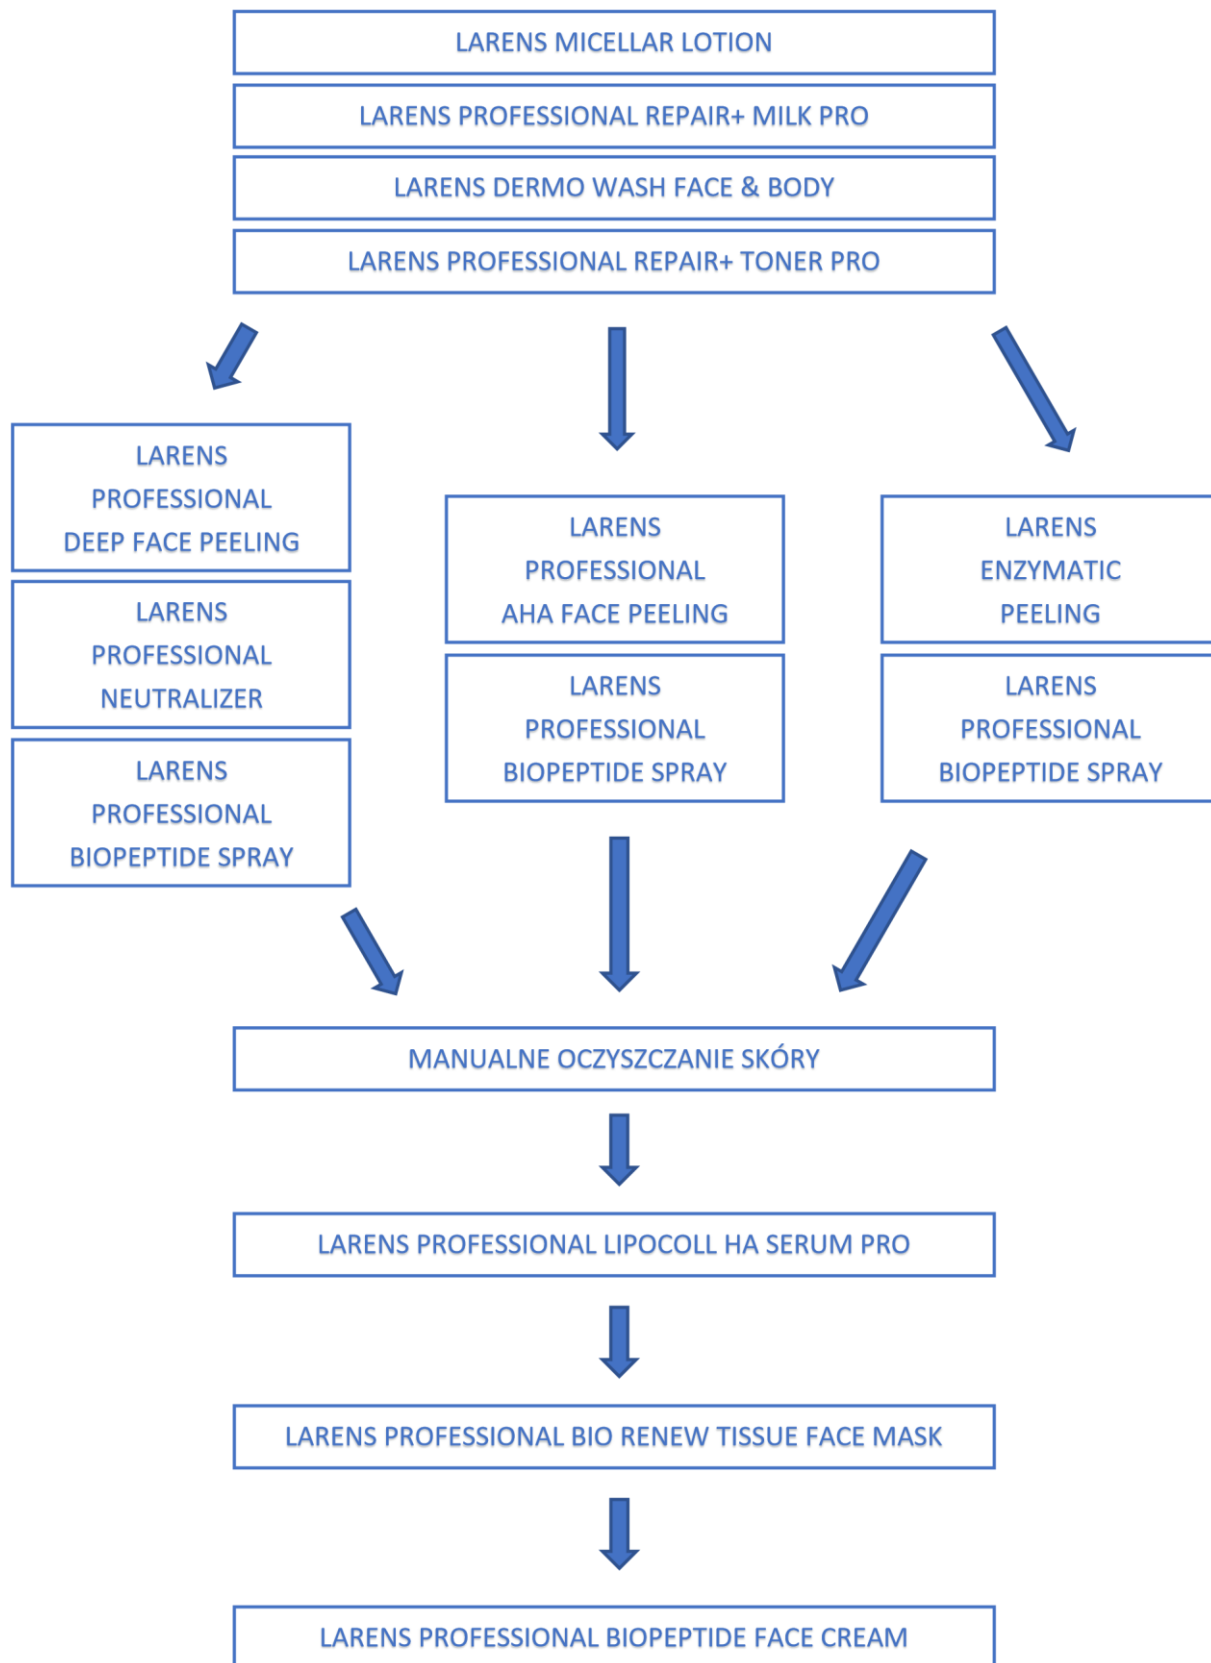 LARENS MICELLAR LOTION
LARENS PROFESSIONAL REPAIR+ MILK PRO
LARENS DERMO WASH FACE & BODY
LARENS PROFESSIONAL REPAIR+ TONER PRO
LARENS
PROFESSIONAL
DEEP FACE PEELING
LARENS
PROFESSIONAL
NEUTRALIZER
LARENS
PROFESSIONAL
BIOPEPTIDE SPRAY
LARENS
PROFESSIONAL
AHA FACE PEELING
LARENS
PROFESSIONAL
BIOPEPTIDE SPRAY
LARENS
ENZYMATIC
PEELING
LARENS
PROFESSIONAL
BIOPEPTIDE SPRAY
MANUALNE OCZYSZCZANIE SKÓRY
LARENS PROFESSIONAL LIPOCOLL HA SERUM PRO
LARENS PROFESSIONAL BIO RENEW TISSUE FACE MASK
LARENS PROFESSIONAL BIOPEPTIDE FACE CREAM